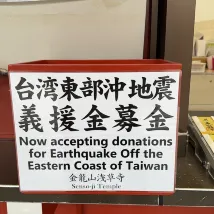 台湾東部沖地震
義援金募金
Now accepting donations
for Earthquake Off the
Eastern Coast of Taiwan
金龍山浅草寺
Senso-ji Temple